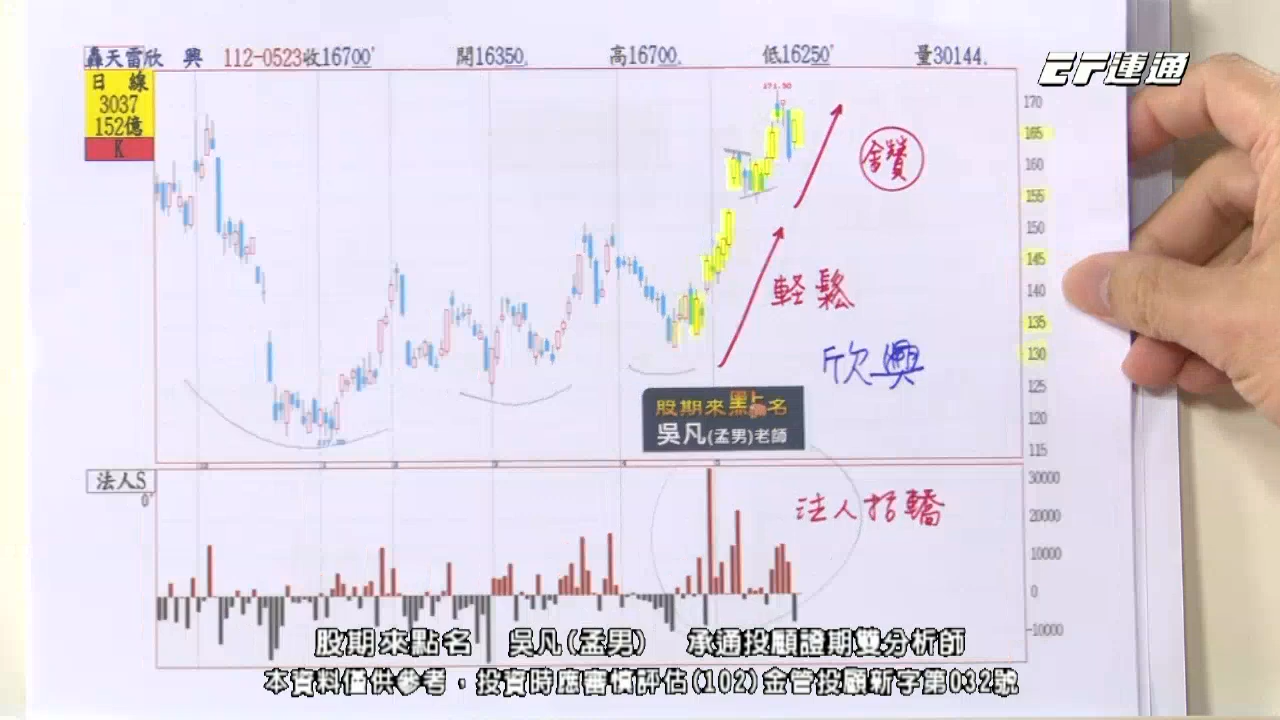 轟天雷欣 興 112-0523收16700' 開16350. 高16700. 低16250' 量30144.
ET運通
日 線
3037
152億
K
171.50
170
165
160
155
150
145
140
135
130
125
120
115
金贊
輕鬆
欣興
股期來點名
吳凡(孟男)老師
法人S
0'
30000
20000
10000
0
-10000
法人抬轎
股期來點名 吳凡(孟男) 承通投顧證期雙分析師
本資料僅供參考，投資時應審慎評估(102)金管投顧新字第032號